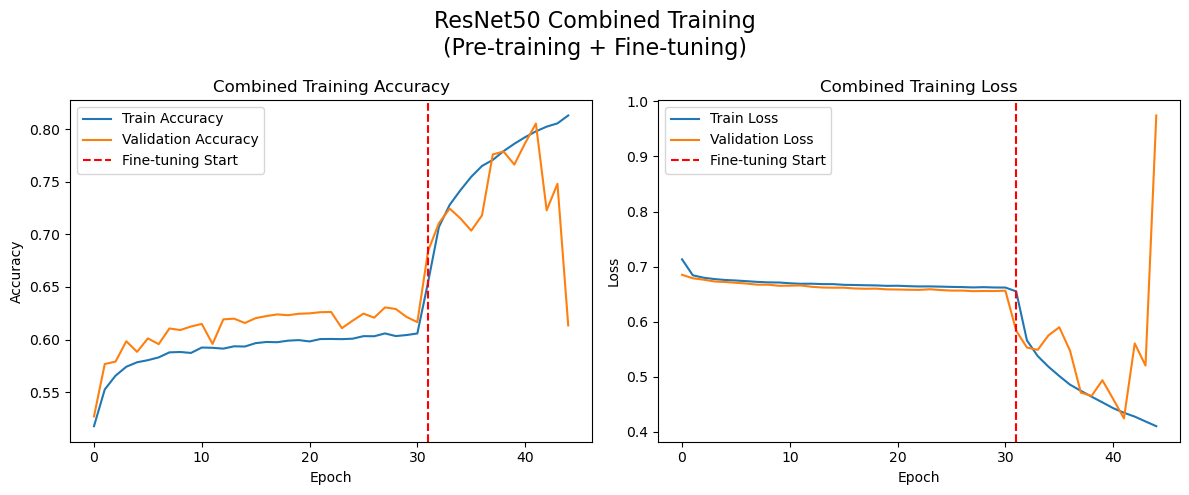 ResNet50 Combined Training
(Pre-training + Fine-tuning)
Combined Training Accuracy
Train Accuracy
Validation Accuracy
Fine-tuning Start
0.80
0.75
0.70
0.65
0.60
0.55
Accuracy
0
10
20
30
40
Epoch
Combined Training Loss
Train Loss
Validation Loss
Fine-tuning Start
1.0
0.9
0.8
0.7
0.6
0.5
0.4
Loss
0
10
20
30
40
Epoch